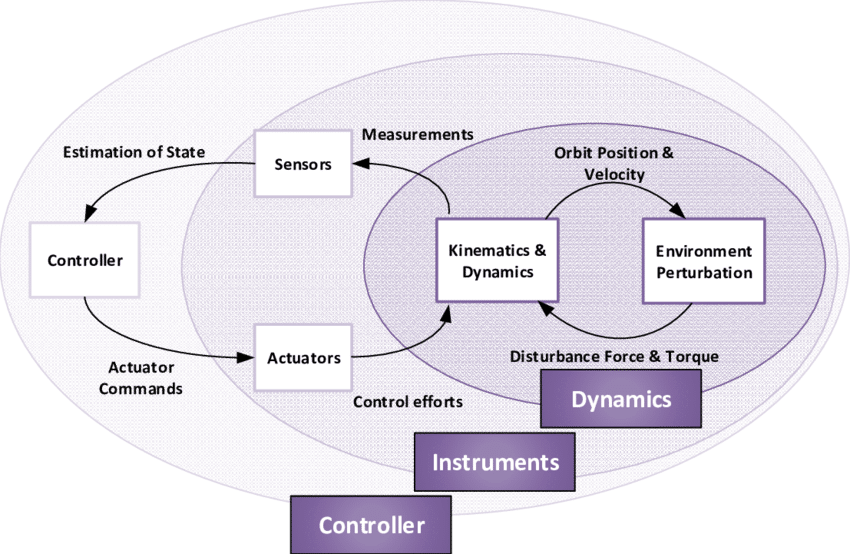 Measurements
Estimation of State
Sensors
Orbit Position &
Velocity
Controller
Kinematics &
Dynamics
Environment
Perturbation
Actuator
Commands
Actuators
Control efforts
Disturbance Force & Torque
Dynamics
Instruments
Controller